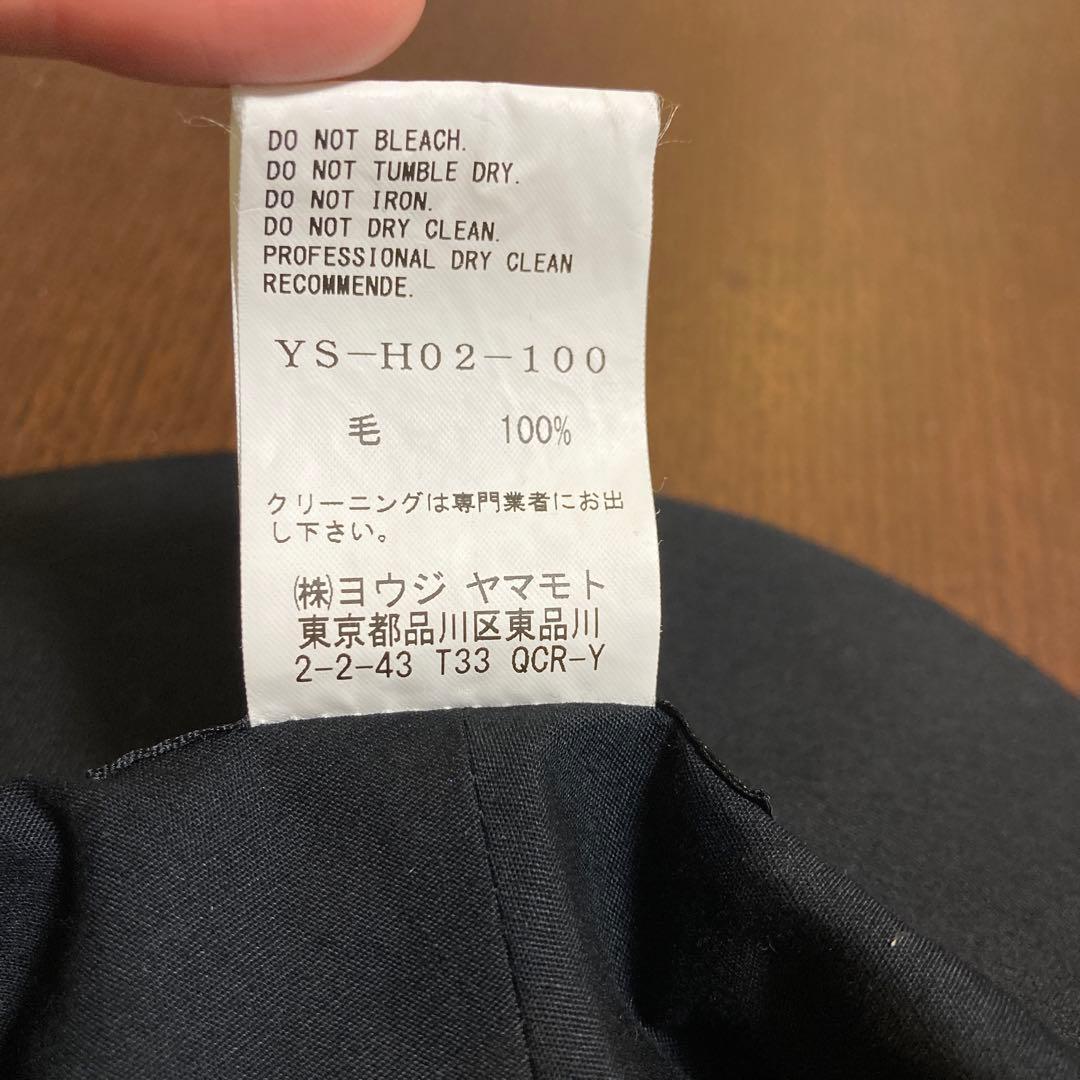 DO NOT BLEACH.
DO NOT TUMBLE DRY.
DO NOT IRON.
DO NOT DRY CLEAN.
PROFESSIONAL DRY CLEAN
RECOMMENDE.
YS-H02-100
毛 100%
クリーニングは専門業者にお出
し下さい。
㈱ヨウジ ヤマモト
東京都品川区東品川
2-2-43 T33 QCR-Y